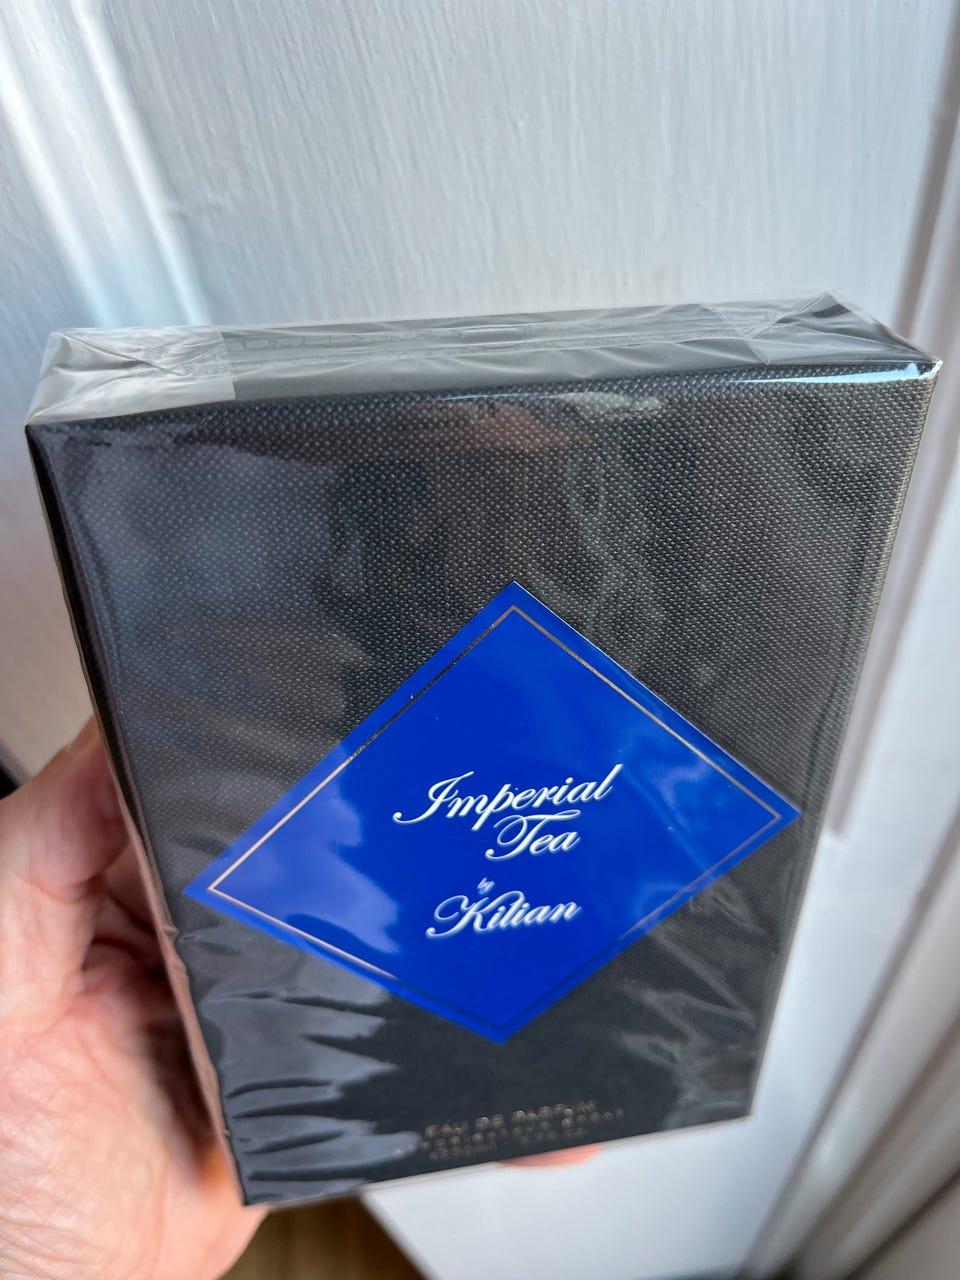 Imperial
Tea
by
Kilian
EAU DE PARFUM